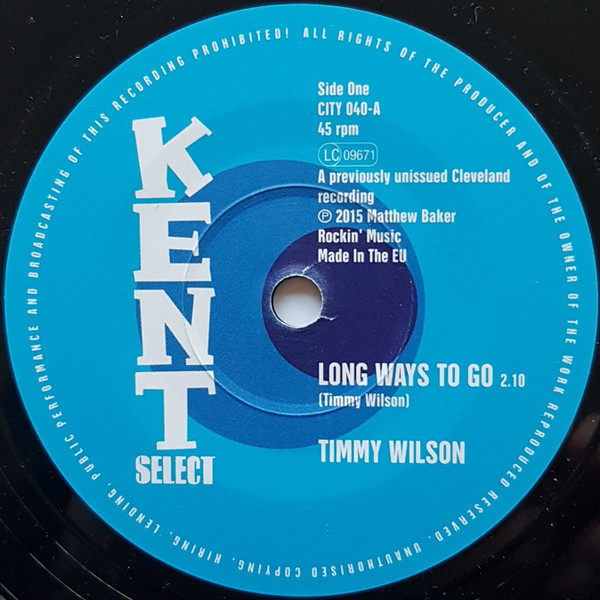 ALL RIGHTS OF THE PRODUCER AND OF THE OWNER OF THE WORK REPRODUCED RESERVED. UNAUTHORISED COPYING, HIRING, LENDING, PUBLIC PERFORMANCE AND BROADCASTING OF THIS RECORDING PROHIBITED!
KENT
SELECT
Side One
CITY 040-A
45 rpm
LC 09671
A previously unissued Cleveland
recording
℗ 2015 Matthew Baker
Rockin' Music
Made In The EU
LONG WAYS TO GO 2.10
(Timmy Wilson)
TIMMY WILSON